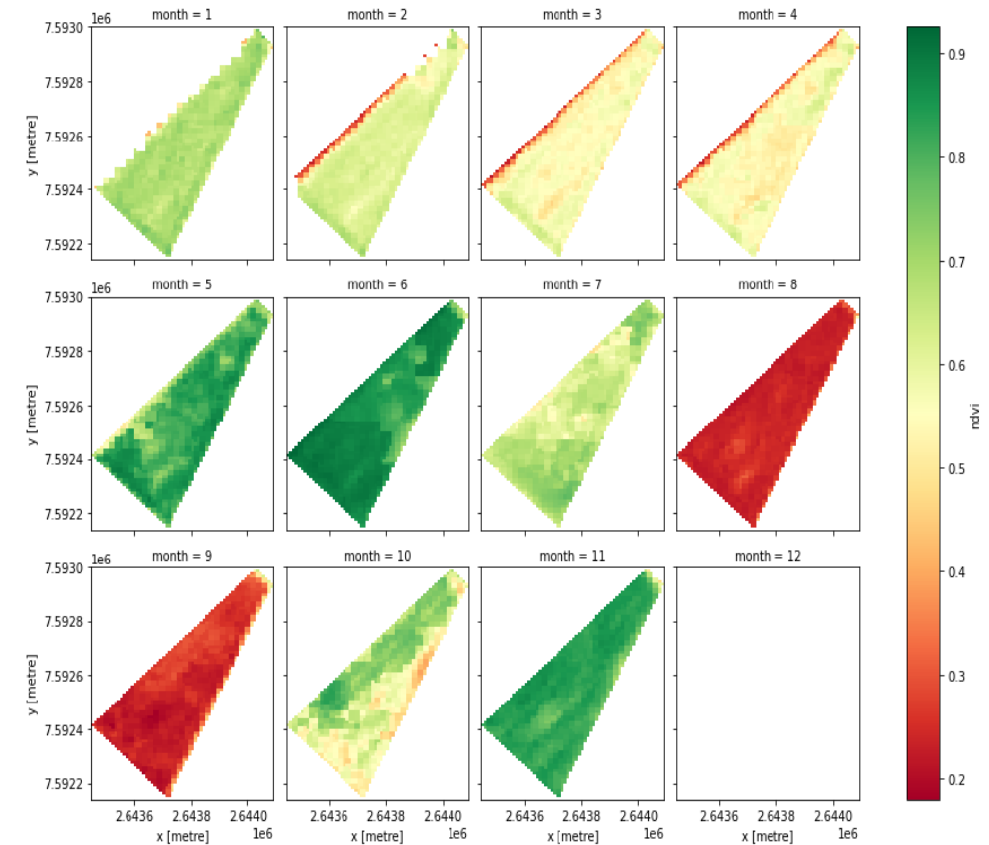 month = 1
month = 2
month = 3
month = 4
1e6
7.5930
7.5928
7.5926
7.5924
7.5922
y [metre]
month = 5
month = 6
month = 7
month = 8
1e6
7.5930
7.5928
7.5926
7.5924
7.5922
y [metre]
month = 9
month = 10
month = 11
month = 12
1e6
7.5930
7.5928
7.5926
7.5924
7.5922
y [metre]
2.6436 2.6438 2.6440
1e6
x [metre]
2.6436 2.6438 2.6440
1e6
x [metre]
2.6436 2.6438 2.6440
1e6
x [metre]
2.6436 2.6438 2.6440
1e6
x [metre]
0.9
0.8
0.7
0.6
0.5
0.4
0.3
0.2
ndvi